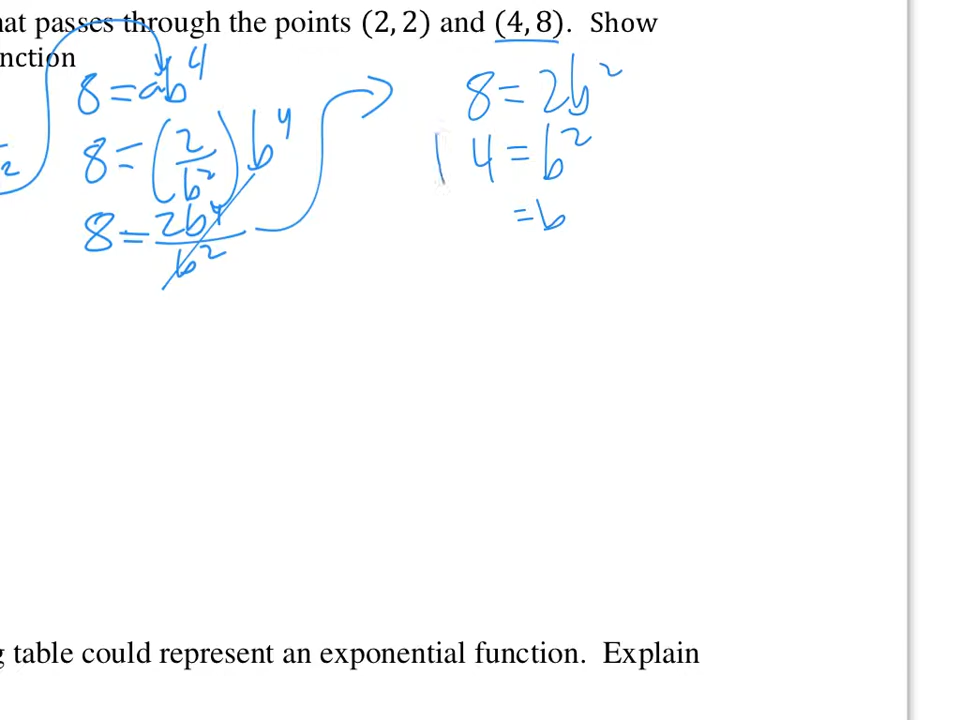 hat passes through the points (2, 2) and (4, 8). Show
nction
8 = ab^4
8 = (2/b^2) b^4
8 = 2b^4/b^2
8 = 2b^2
4 = b^2
= b
g table could represent an exponential function. Explain